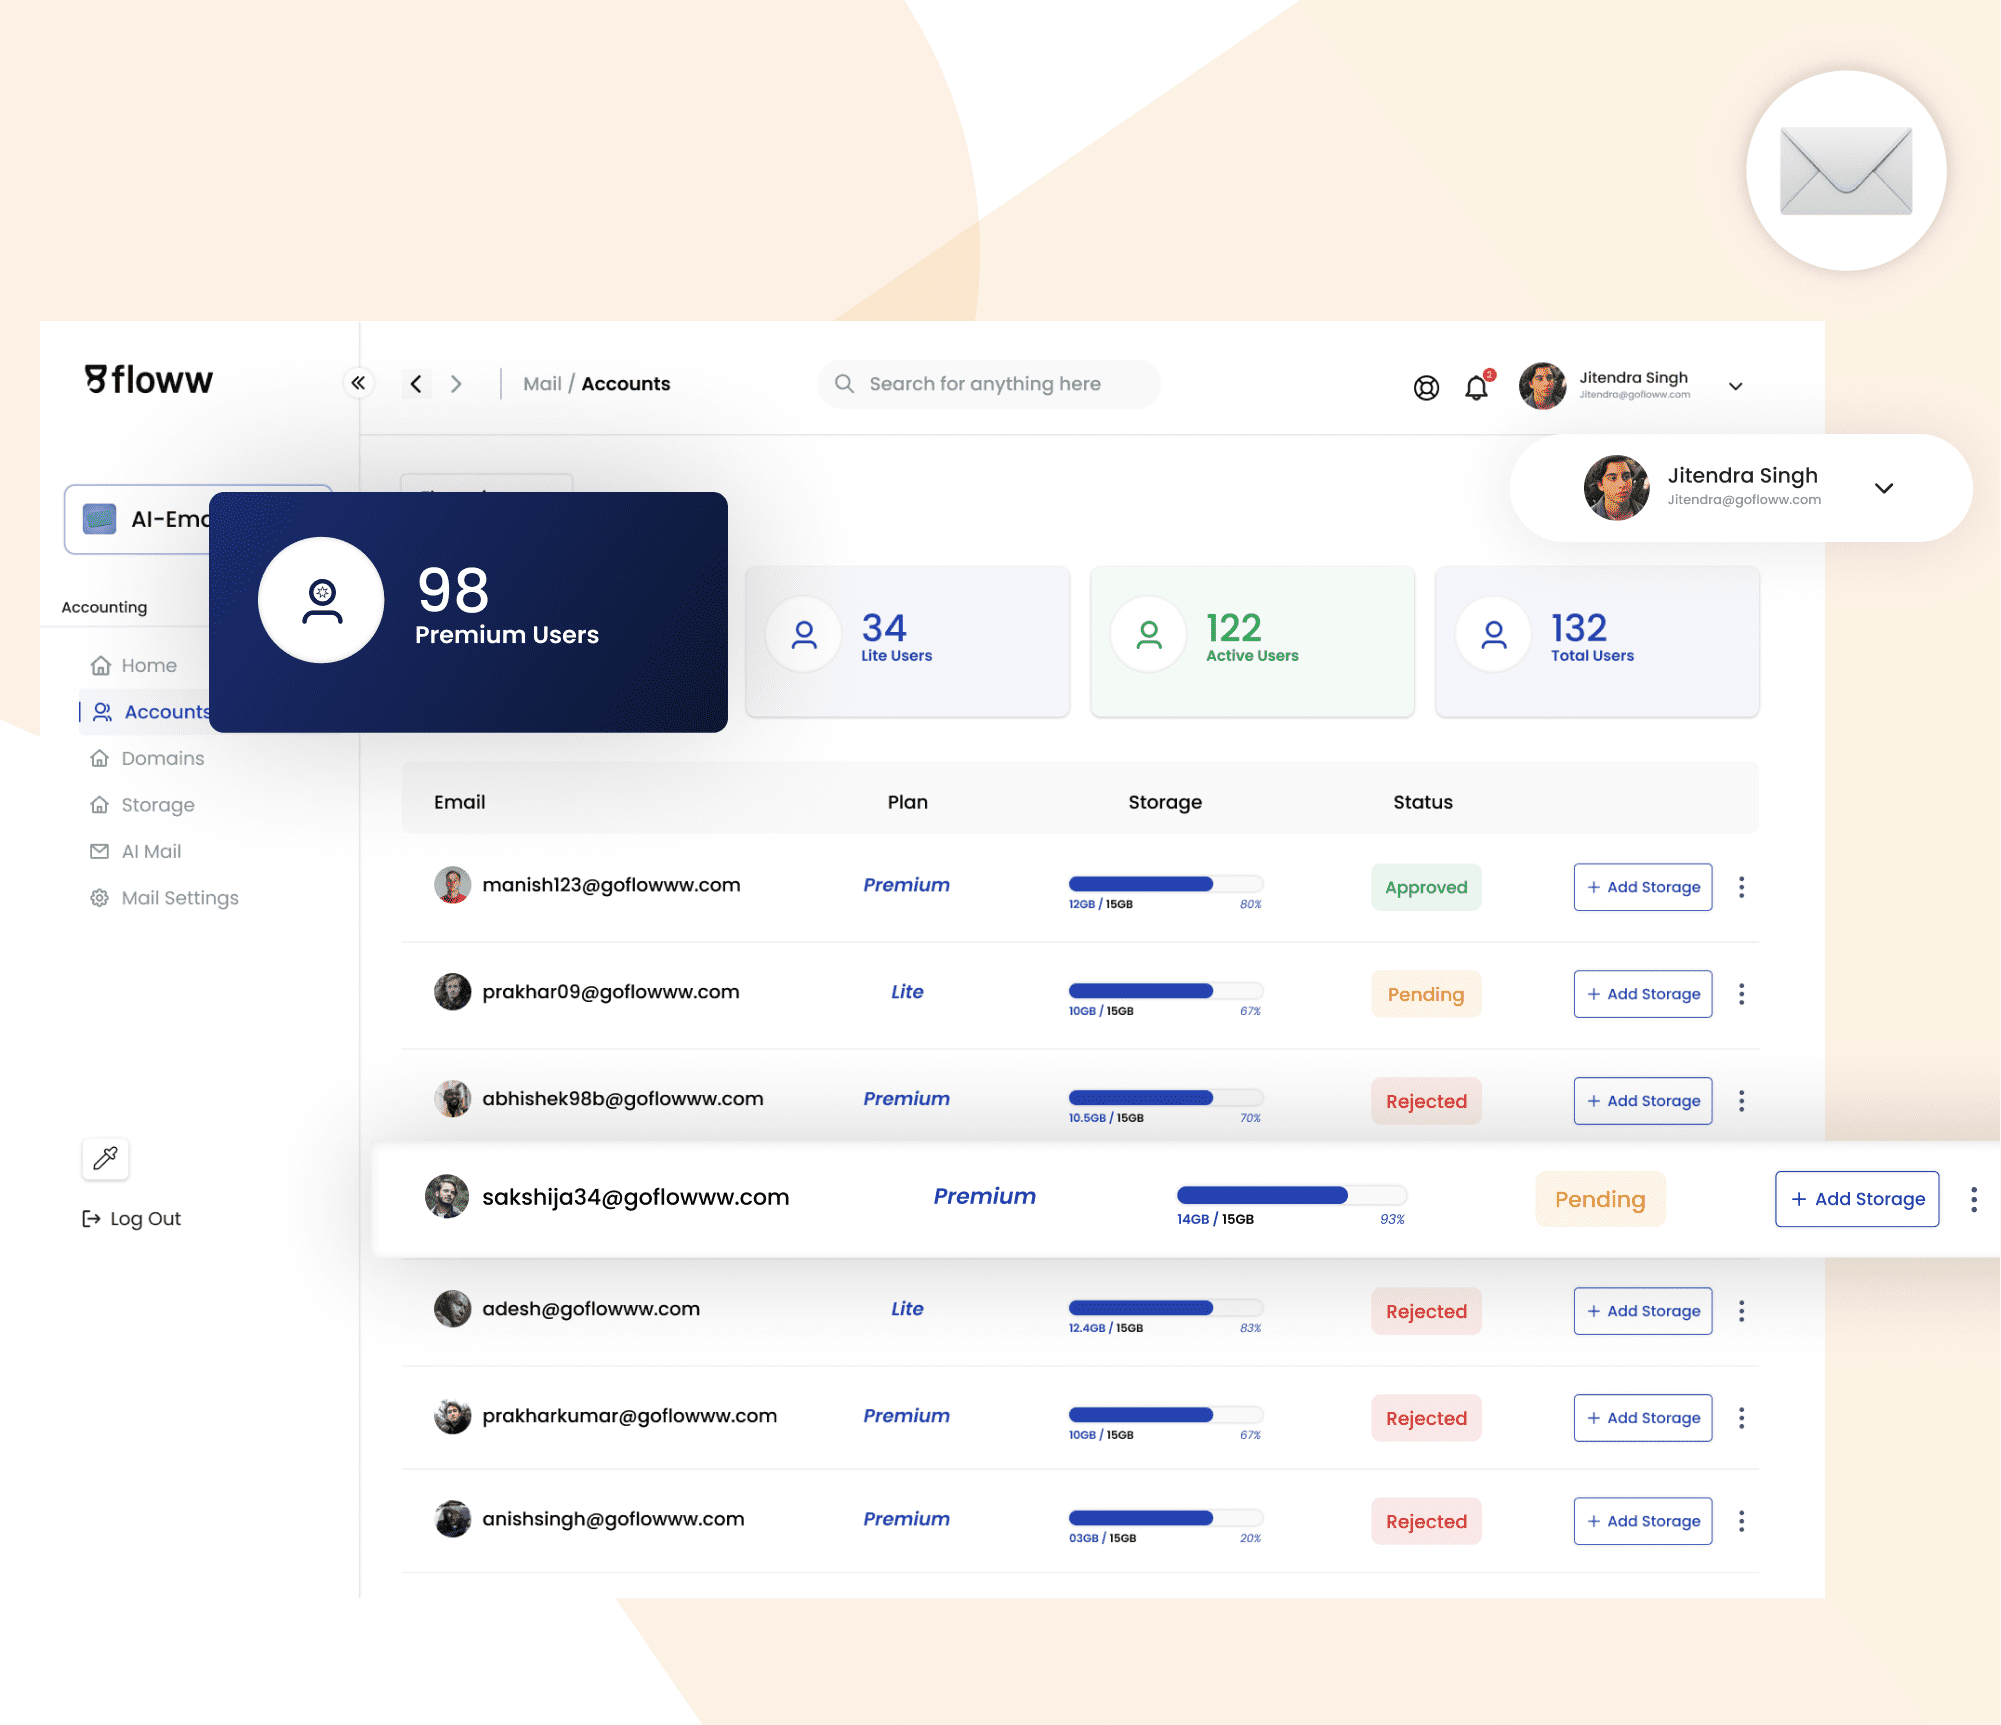 floww
Mail / Accounts
Search for anything here
2
Jitendra Singh
Jitendra@gofloww.com
Jitendra Singh
Jitendra@gofloww.com
AI-Ema
Accounting
Home
Accounts
Domains
Storage
AI Mail
Mail Settings
Log Out
98
Premium Users
34
Lite Users
122
Active Users
132
Total Users
Email Plan Storage Status
manish123@goflowww.com Premium 12GB / 15GB 80% Approved + Add Storage
prakhar09@goflowww.com Lite 10GB / 15GB 67% Pending + Add Storage
abhishek98b@goflowww.com Premium 10.5GB / 15GB 70% Rejected + Add Storage
sakshija34@goflowww.com Premium 14GB / 15GB 93% Pending + Add Storage
adesh@goflowww.com Lite 12.4GB / 15GB 83% Rejected + Add Storage
prakharkumar@goflowww.com Premium 10GB / 15GB 67% Rejected + Add Storage
anishsingh@goflowww.com Premium 03GB / 15GB 20% Rejected + Add Storage